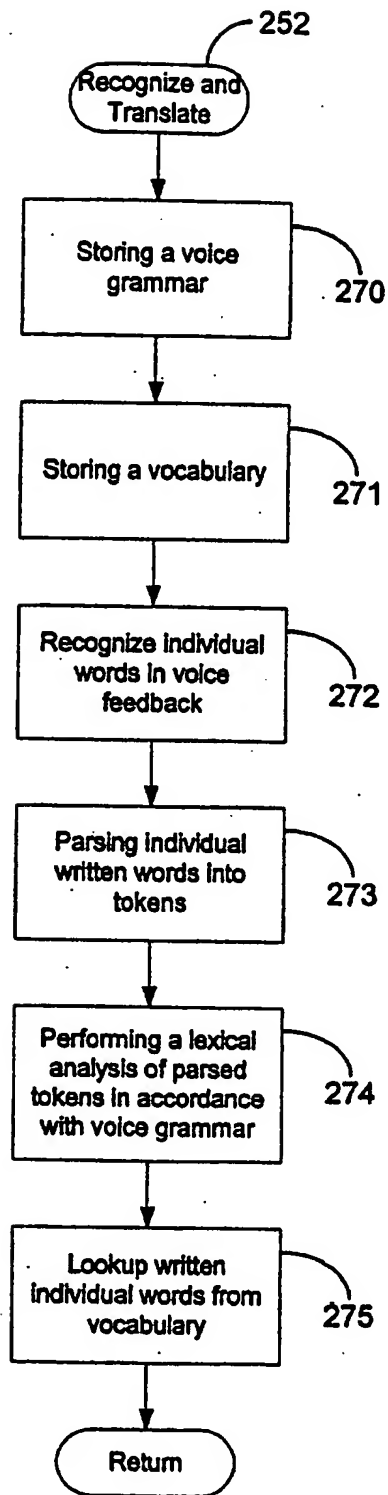 252
Recognize and
Translate
Storing a voice
grammar
270
Storing a vocabulary
271
Recognize individual
words in voice
feedback
272
Parsing individual
written words into
tokens
273
Performing a lexical
analysis of parsed
tokens in accordance
with voice grammar
274
Lookup written
individual words from
vocabulary
275
Return